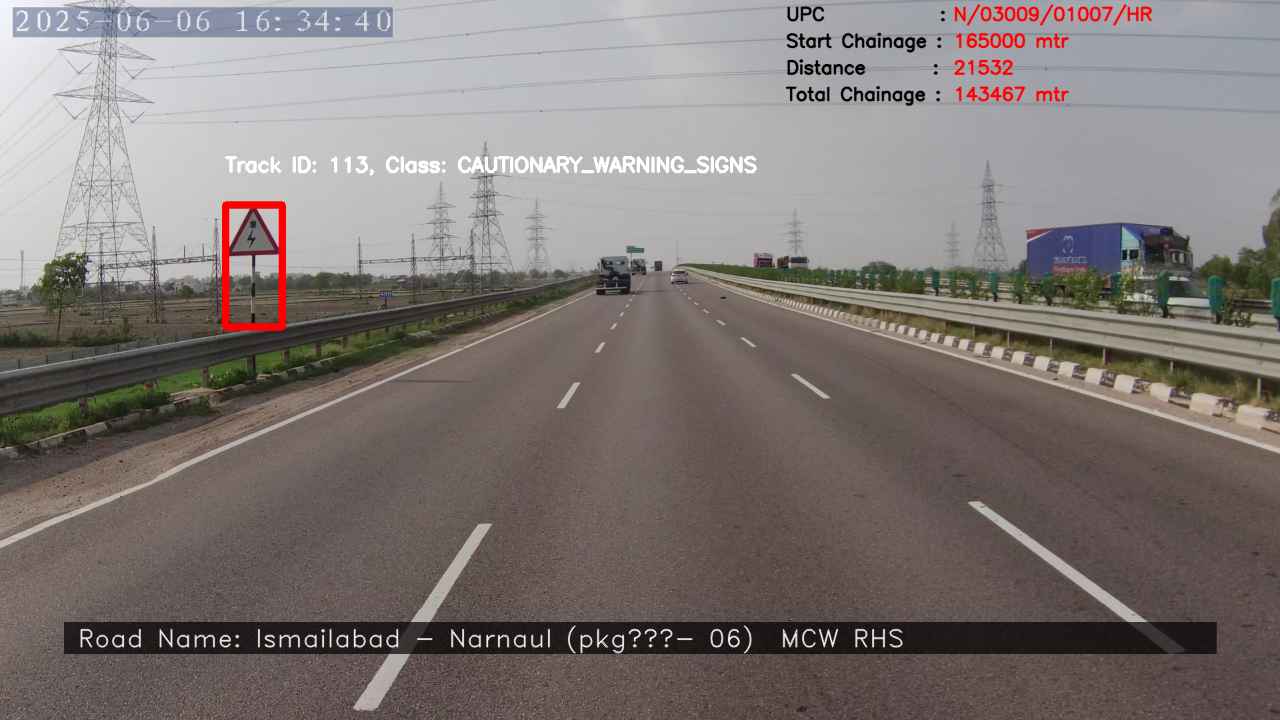 2025-06-06 16:34:40
UPC : N/03009/01007/HR
Start Chainage : 165000 mtr
Distance : 21532
Total Chainage : 143467 mtr
Track ID: 113, Class: CAUTIONARY_WARNING_SIGNS
Road Name: Ismailabad - Narnaul (pkg???- 06) MCW RHS